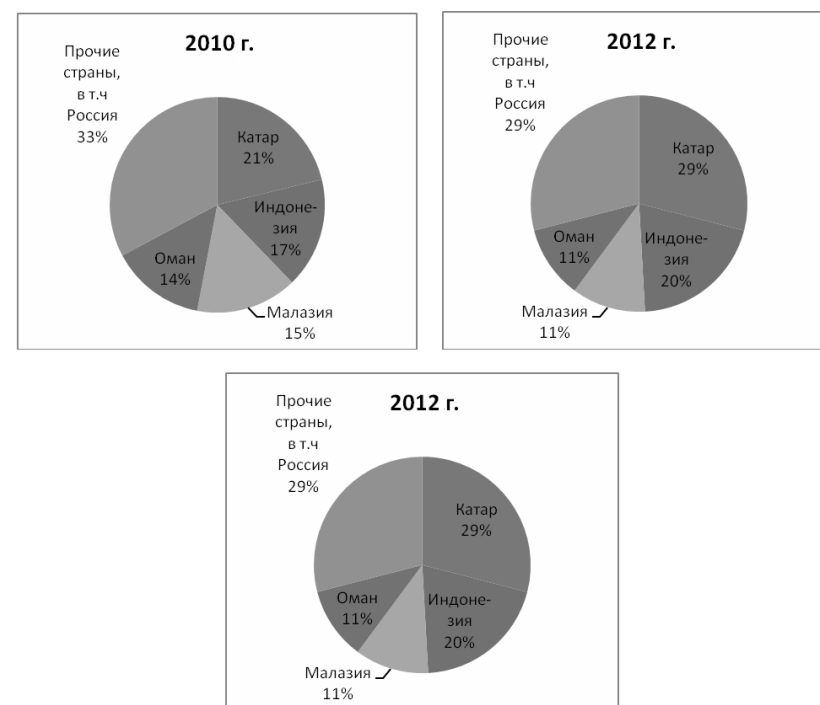 2010 г.
Прочие
страны,
в т.ч
Россия
33%
Катар
21%
Индоне-
зия
17%
Малазия
15%
Оман
14%
2012 г.
Прочие
страны,
в т.ч
Россия
29%
Катар
29%
Индоне-
зия
20%
Малазия
11%
Оман
11%
2012 г.
Прочие
страны,
в т.ч
Россия
29%
Катар
29%
Индоне-
зия
20%
Малазия
11%
Оман
11%